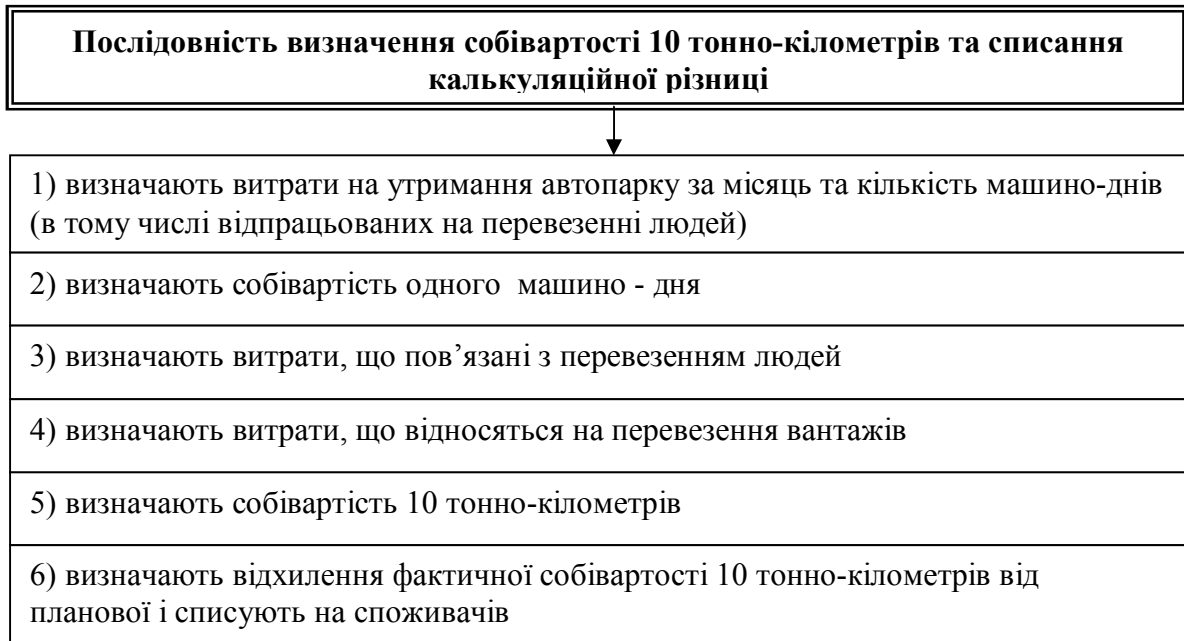 Послідовність визначення собівартості 10 тонно-кілометрів та списання
калькуляційної різниці
1) визначають витрати на утримання автопарку за місяць та кількість машино-днів
(в тому числі відпрацьованих на перевезенні людей)
2) визначають собівартість одного машино - дня
3) визначають витрати, що пов’язані з перевезенням людей
4) визначають витрати, що відносяться на перевезення вантажів
5) визначають собівартість 10 тонно-кілометрів
6) визначають відхилення фактичної собівартості 10 тонно-кілометрів від
планової і списують на споживачів